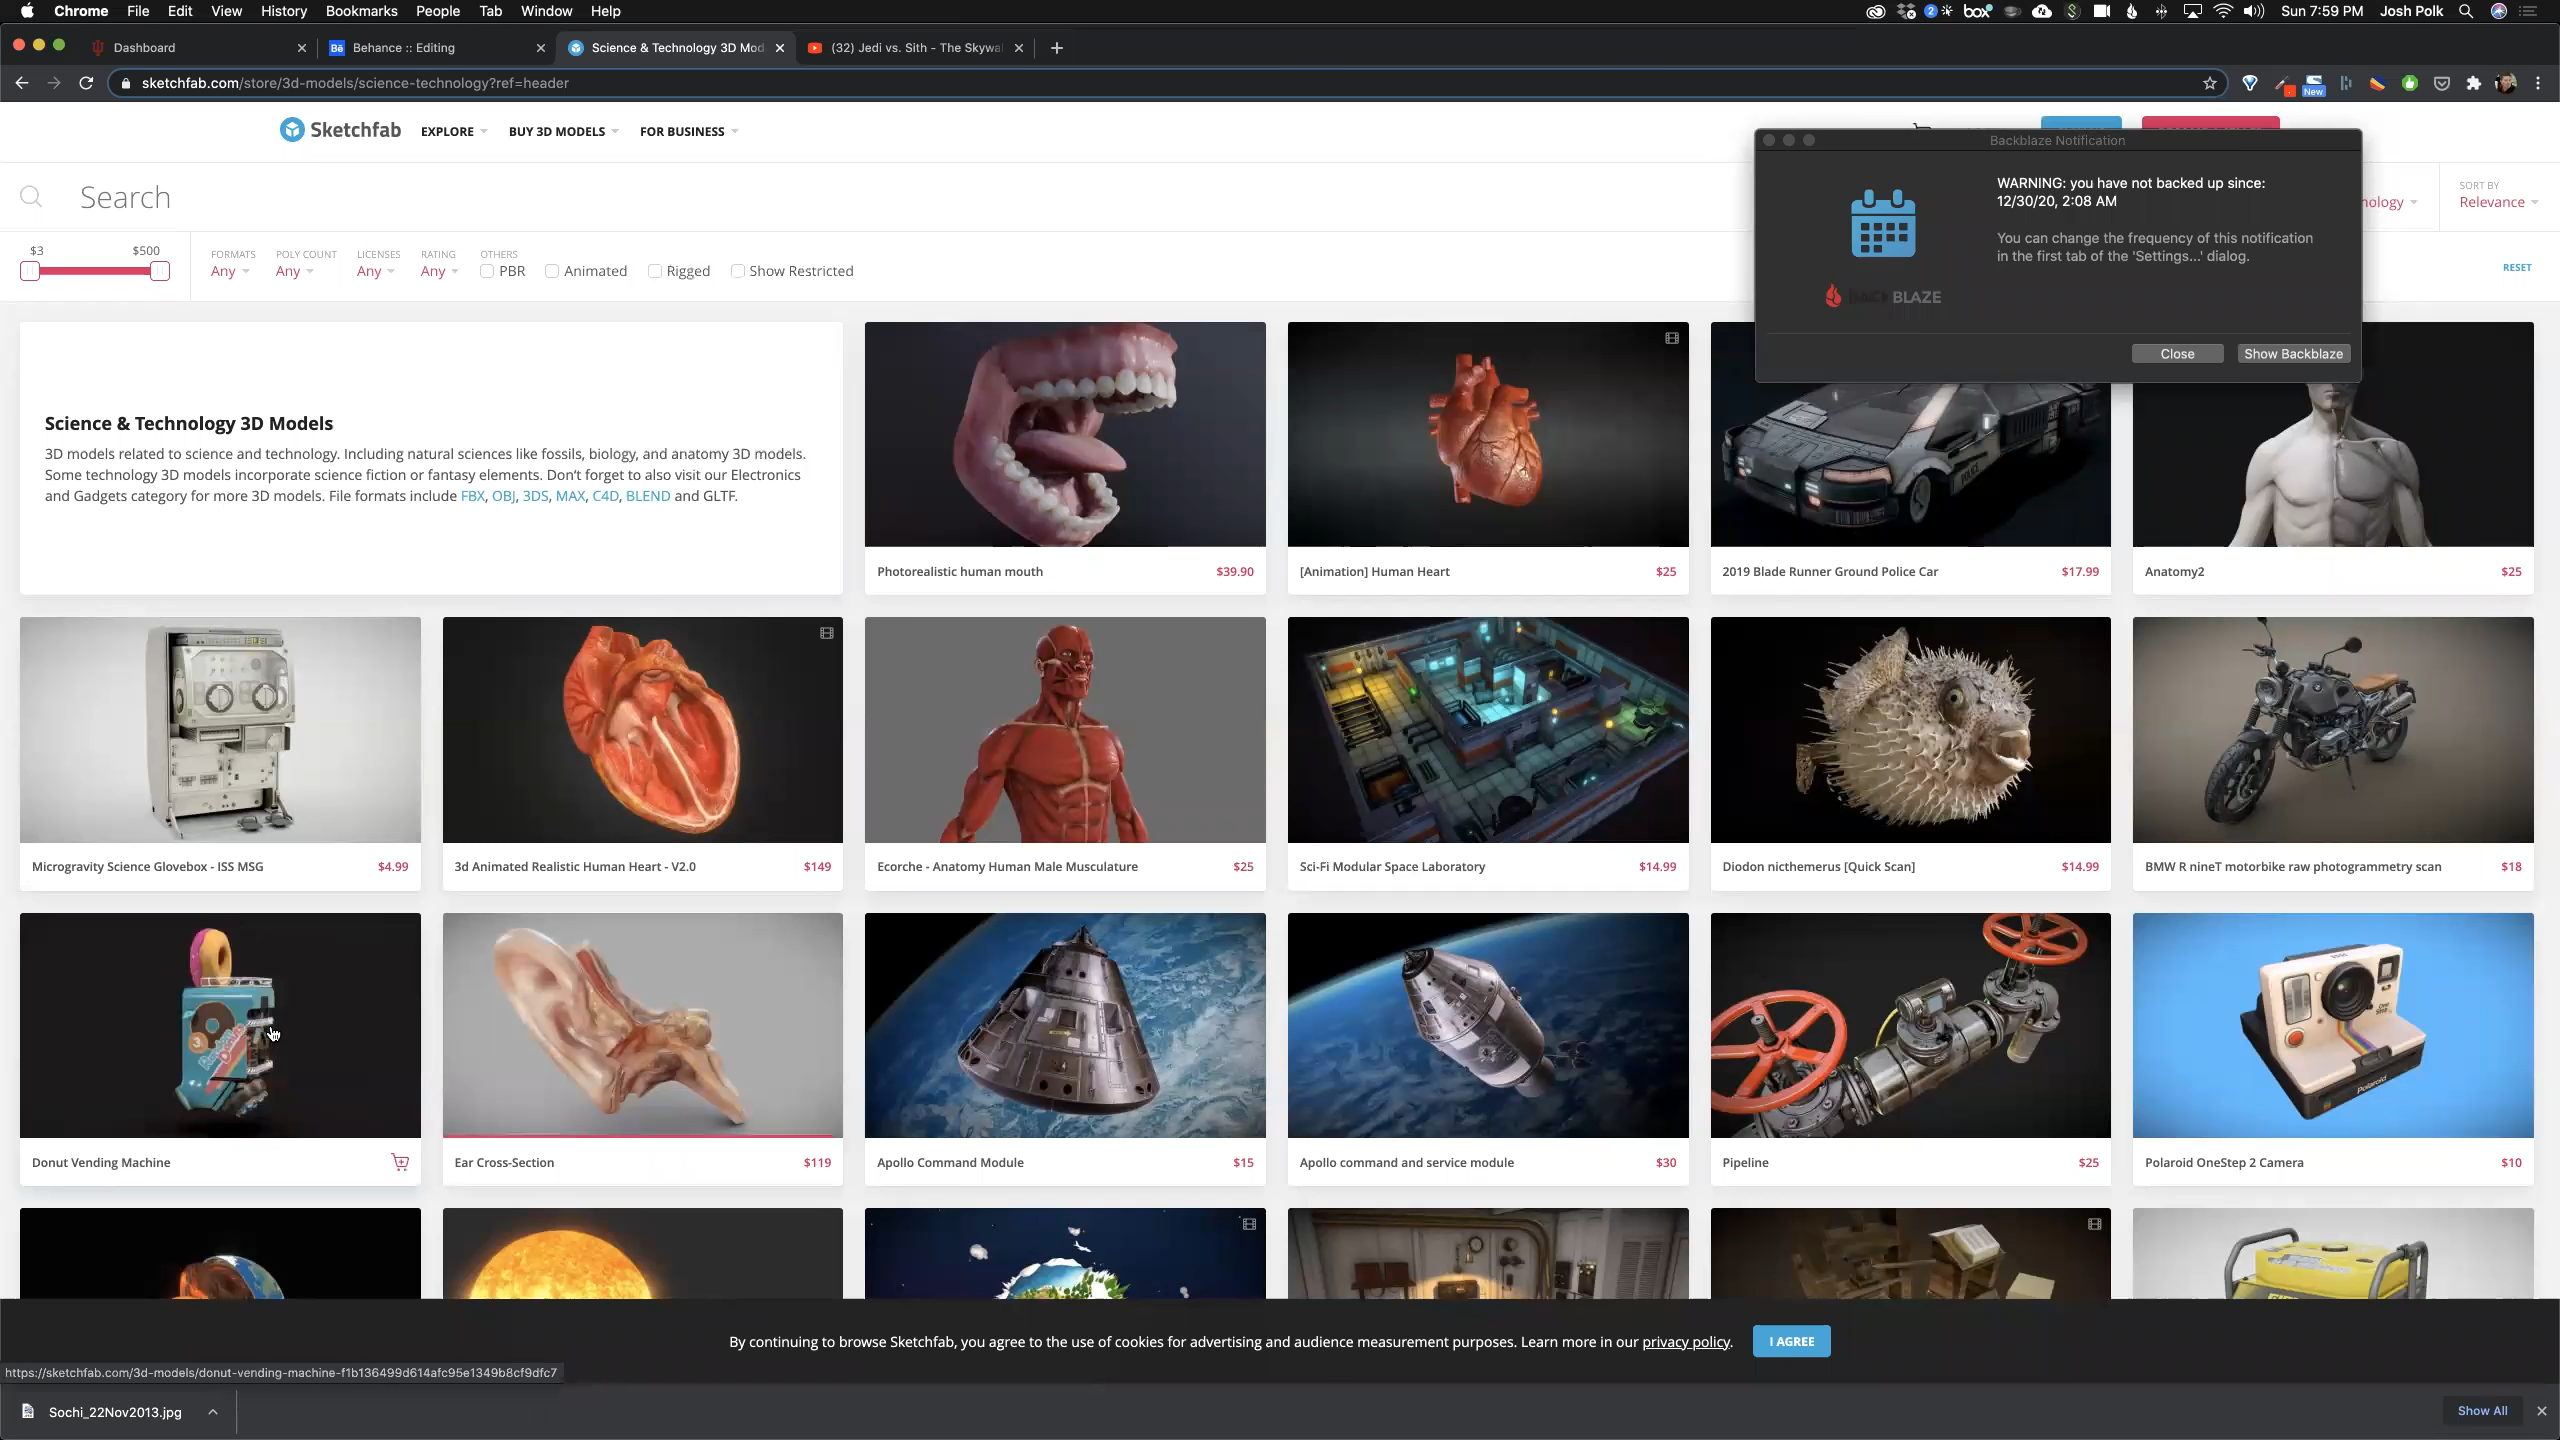 Chrome File Edit View History Bookmarks People Tab Window Help
2 box Sun 7:59 PM Josh Polk
Dashboard
Bē Behance :: Editing
Science & Technology 3D Mod
(32) Jedi vs. Sith - The Skywa
sketchfab.com/store/3d-models/science-technology?ref=header
New
Sketchfab EXPLORE BUY 3D MODELS FOR BUSINESS
Search
nology
SORT BY
Relevance
Backblaze Notification
WARNING: you have not backed up since:
12/30/20, 2:08 AM
You can change the frequency of this notification
in the first tab of the 'Settings...' dialog.
BACKBLAZE
Close Show Backblaze
$3 $500
FORMATS POLY COUNT LICENSES RATING OTHERS
Any Any Any Any PBR Animated Rigged Show Restricted
RESET
Science & Technology 3D Models
3D models related to science and technology. Including natural sciences like fossils, biology, and anatomy 3D models.
Some technology 3D models incorporate science fiction or fantasy elements. Don't forget to also visit our Electronics
and Gadgets category for more 3D models. File formats include FBX, OBJ, 3DS, MAX, C4D, BLEND and GLTF.
POLICE
Photorealistic human mouth $39.90
[Animation] Human Heart $25
2019 Blade Runner Ground Police Car $17.99
Anatomy2 $25
Microgravity Science Glovebox - ISS MSG $4.99
3d Animated Realistic Human Heart - V2.0 $149
Ecorche - Anatomy Human Male Musculature $25
Sci-Fi Modular Space Laboratory $14.99
Diodon nicthemerus [Quick Scan] $14.99
BMW R nineT motorbike raw photogrammetry scan $18
3
Polaroid
Donut Vending Machine
Ear Cross-Section $119
Apollo Command Module $15
Apollo command and service module $30
Pipeline $25
Polaroid OneStep 2 Camera $10
By continuing to browse Sketchfab, you agree to the use of cookies for advertising and audience measurement purposes. Learn more in our privacy policy. I AGREE
https://sketchfab.com/3d-models/donut-vending-machine-f1b136499d614afc95e1349b8cf9dfc7
Sochi_22Nov2013.jpg
Show All